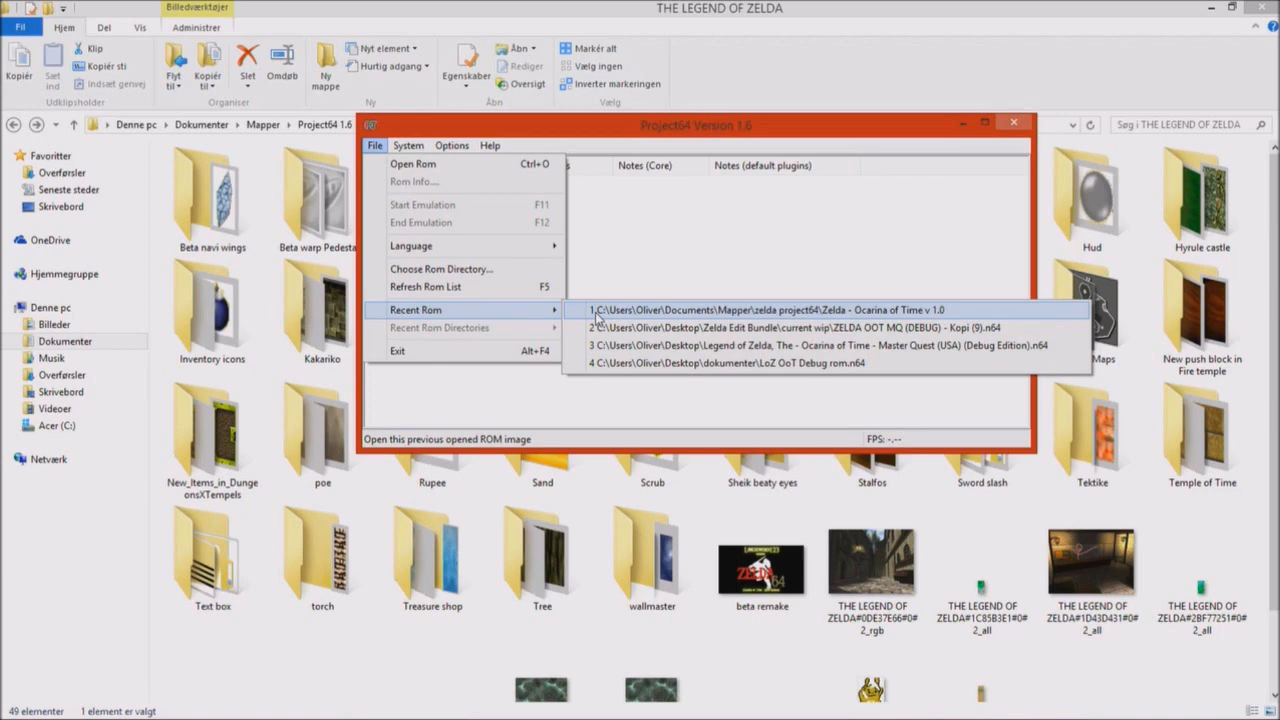 Billedværktøjer
THE LEGEND OF ZELDA
Fil
Hjem
Del
Vis
Administrer
Kopiér
Sæt
ind
Klip
Kopiér sti
Indsæt genvej
Udklipsholder
Flyt
til
Kopiér
til
Slet
Omdøb
Organiser
Ny
mappe
Nyt element
Hurtig adgang
Ny
Egenskaber
Åbn
Rediger
Oversigt
Åbn
Markér alt
Vælg ingen
Inverter markeringen
Vælg
Denne pc
Dokumenter
Mapper
Project64 1.6
Søg i THE LEGEND OF ZELDA
Favoritter
Overførsler
Seneste steder
Skrivebord
OneDrive
Hjemmegruppe
Denne pc
Billeder
Dokumenter
Musik
Overførsler
Skrivebord
Videoer
Acer (C:)
Netværk
Project64 Version 1.6
File
System
Options
Help
Notes (Core)
Notes (default plugins)
Open Rom Ctrl+O
Rom Info....
Start Emulation F11
End Emulation F12
Language
Choose Rom Directory...
Refresh Rom List F5
Recent Rom
Recent Rom Directories
Exit Alt+F4
1 C:\Users\Oliver\Documents\Mapper\zelda project64\Zelda - Ocarina of Time v 1.0
2 C:\Users\Oliver\Desktop\Zelda Edit Bundle\current wip\ZELDA OOT MQ (DEBUG) - Kopi (9).n64
3 C:\Users\Oliver\Desktop\Legend of Zelda, The - Ocarina of Time - Master Quest (USA) (Debug Edition).n64
4 C:\Users\Oliver\Desktop\dokumenter\LoZ OoT Debug rom.n64
Open this previous opened ROM image
FPS: -.--
Beta navi wings
Beta warp Pedesta
Hud
Hyrule castle
Inventory icons
Kakariko
Maps
New push block in
Fire temple
New_Items_in_Dunge
onsXTempels
poe
Rupee
Sand
Scrub
Sheik beaty eyes
Stalfos
Sword slash
Tektike
Temple of Time
Text box
torch
Treasure shop
Tree
wallmaster
ZELDA
64
beta remake
THE LEGEND OF
ZELDA#0DE37E66#0#
2_rgb
THE LEGEND OF
ZELDA#1C85B3E1#0#
2_all
THE LEGEND OF
ZELDA#1D43D431#0#
2_all
THE LEGEND OF
ZELDA#2BF77251#0#
2_all
49 elementer
1 element er valgt